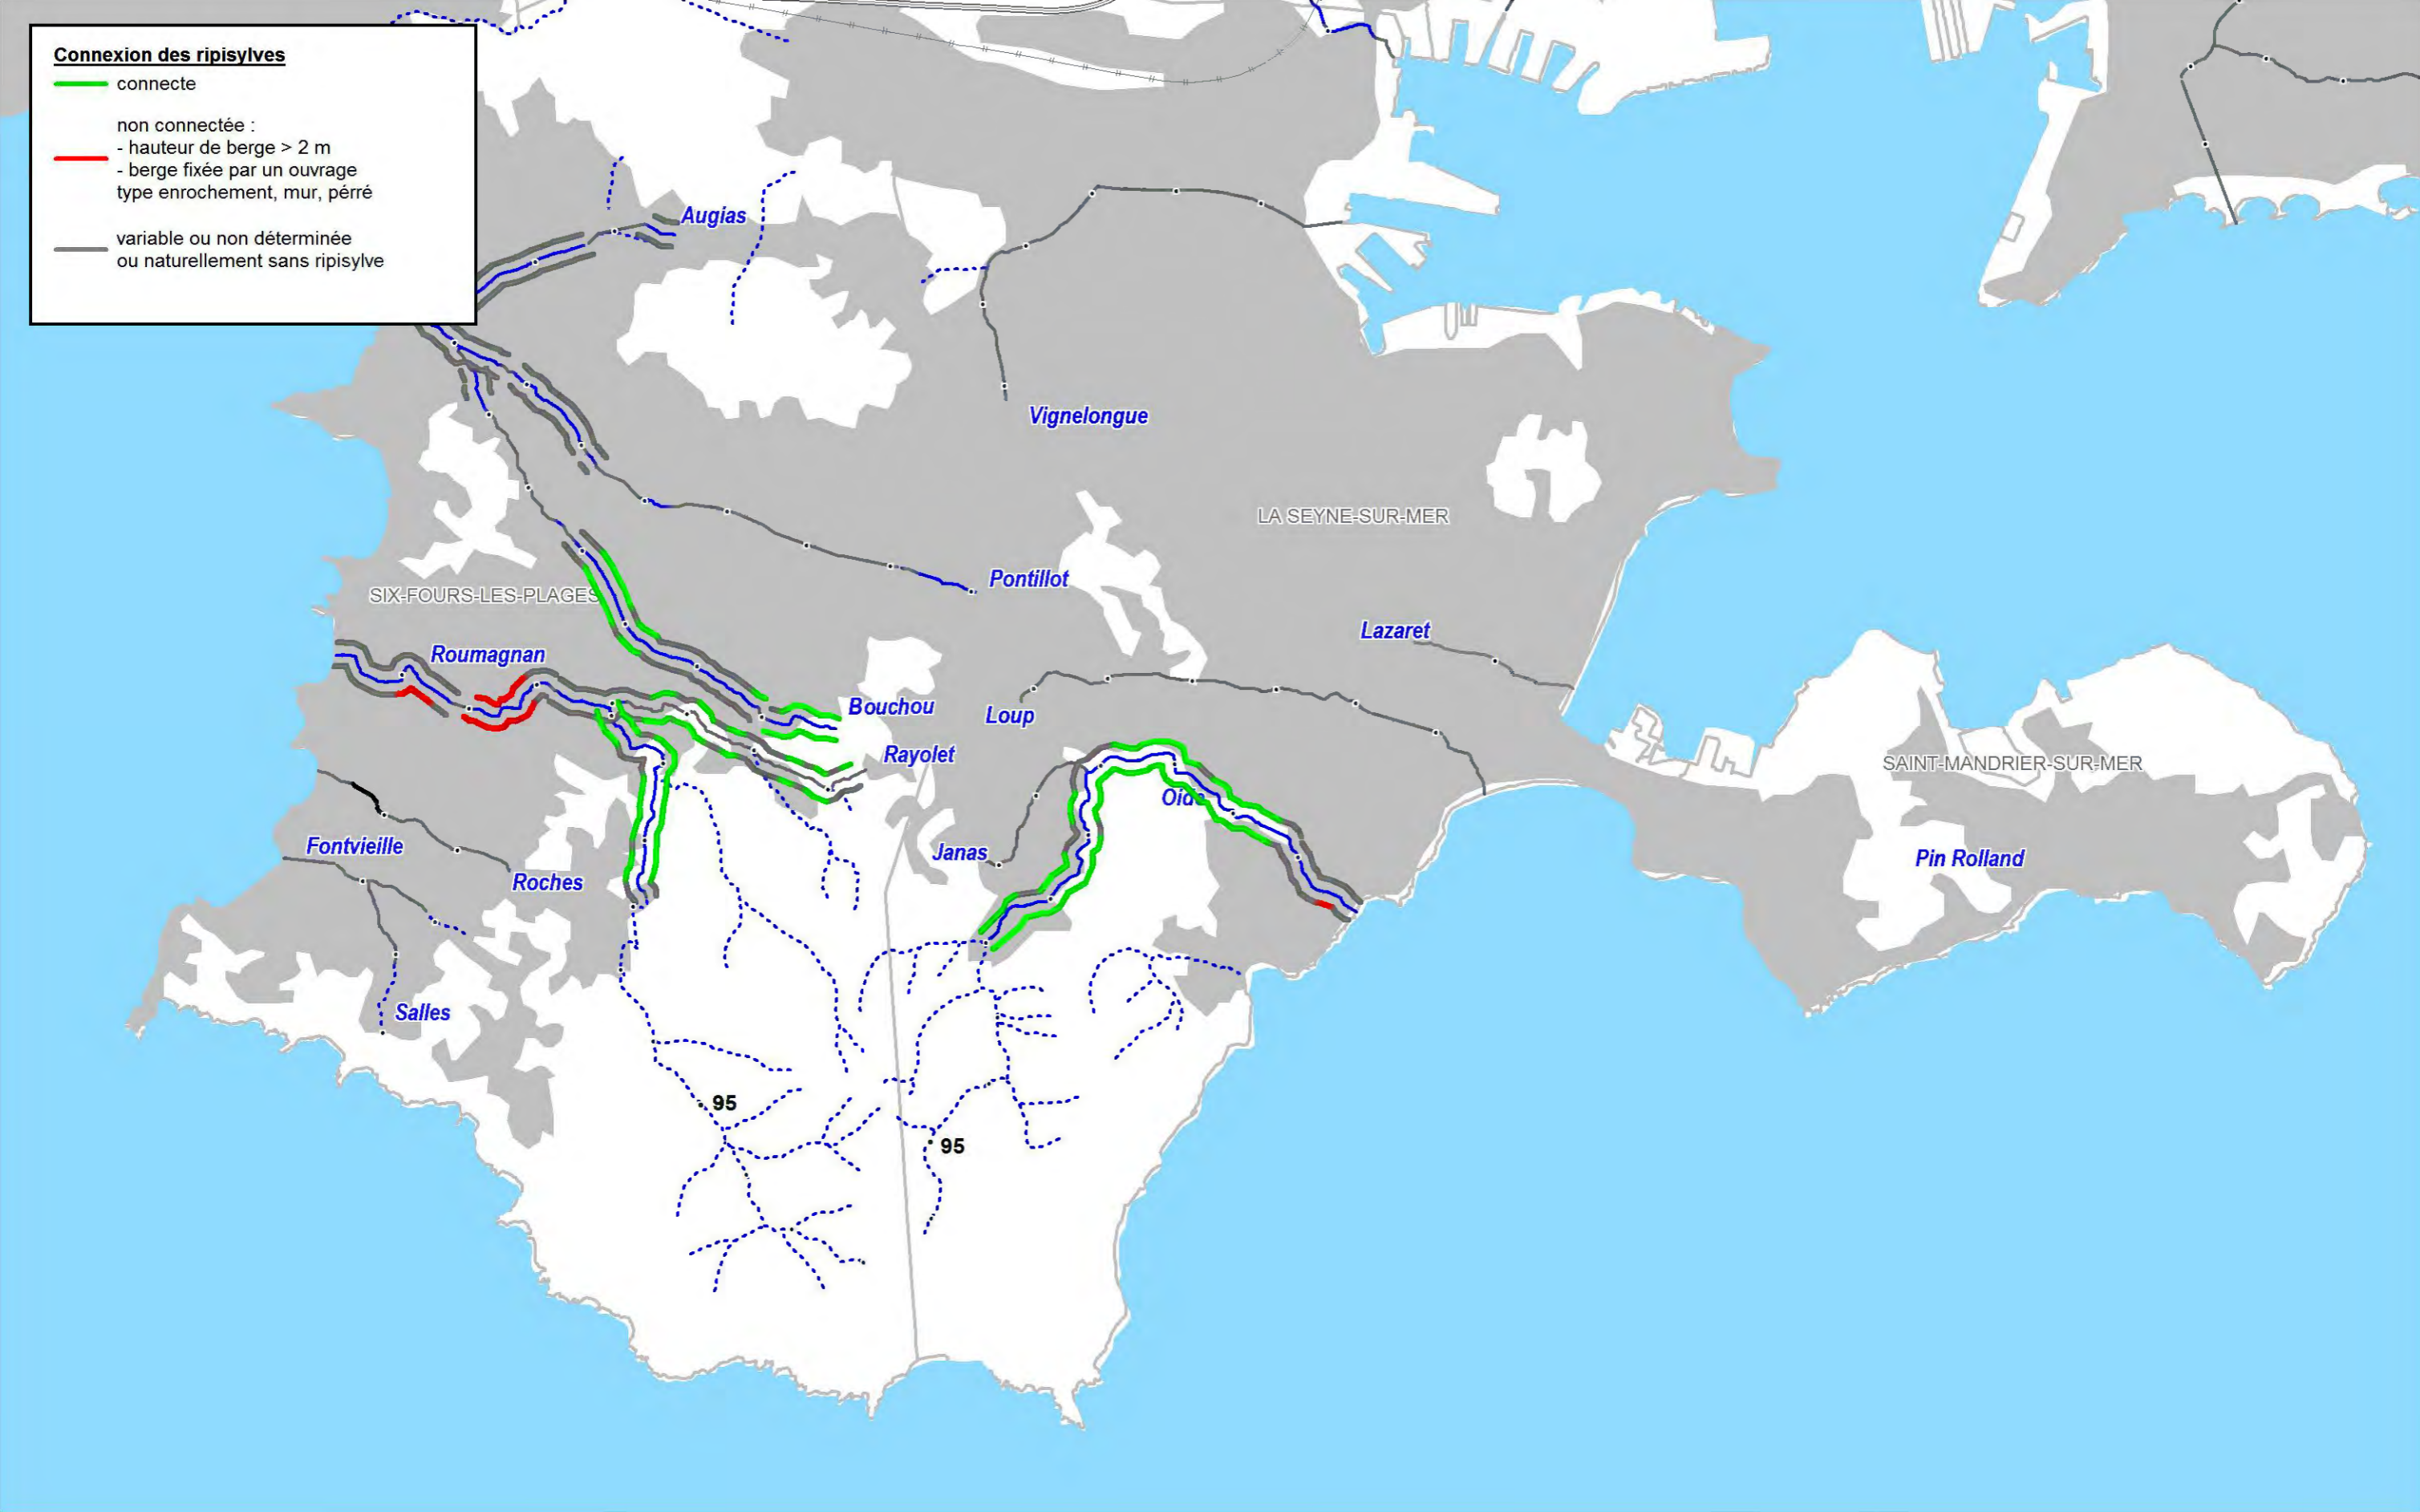 Connexion des ripisylves
connecte
non connectée :
- hauteur de berge > 2 m
- berge fixée par un ouvrage
type enrochement, mur, pérré
variable ou non déterminée
ou naturellement sans ripisylve
Augias
Vignelongue
LA SEYNE-SUR-MER
Pontillot
SIX-FOURS-LES-PLAGES
Lazaret
Roumagnan
Bouchou
Loup
Rayolet
SAINT-MANDRIER-SUR-MER
Oide
Fontvieille
Janas
Pin Rolland
Roches
Salles
95
95